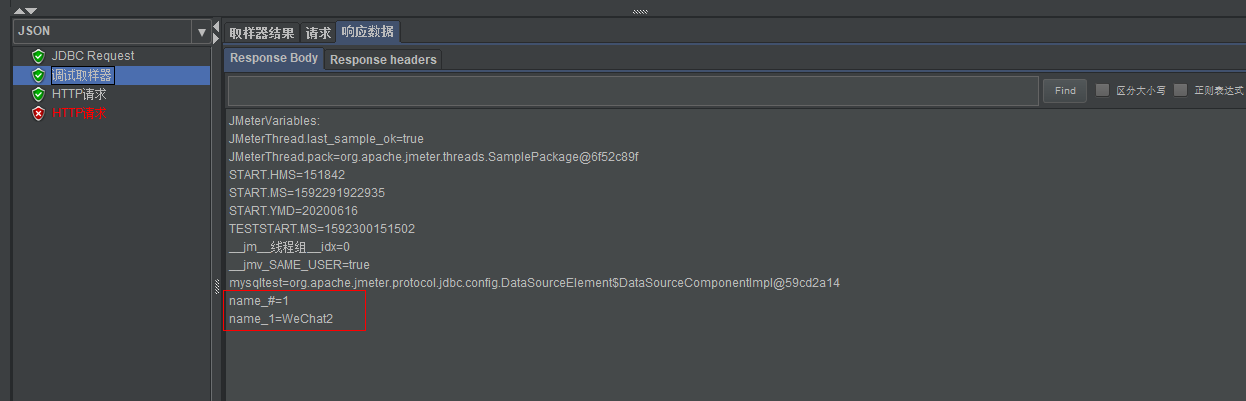 JSON
JDBC Request
调试取样器
HTTP请求
HTTP请求
取样器结果 请求 响应数据
Response Body Response headers
Find 区分大小写 正则表达式
JMeterVariables:
JMeterThread.last_sample_ok=true
JMeterThread.pack=org.apache.jmeter.threads.SamplePackage@6f52c89f
START.HMS=151842
START.MS=1592291922935
START.YMD=20200616
TESTSTART.MS=1592300151502
__jm__线程组__idx=0
__jmv_SAME_USER=true
mysqltest=org.apache.jmeter.protocol.jdbc.config.DataSourceElement$DataSourceComponentImpl@59cd2a14
name_#=1
name_1=WeChat2